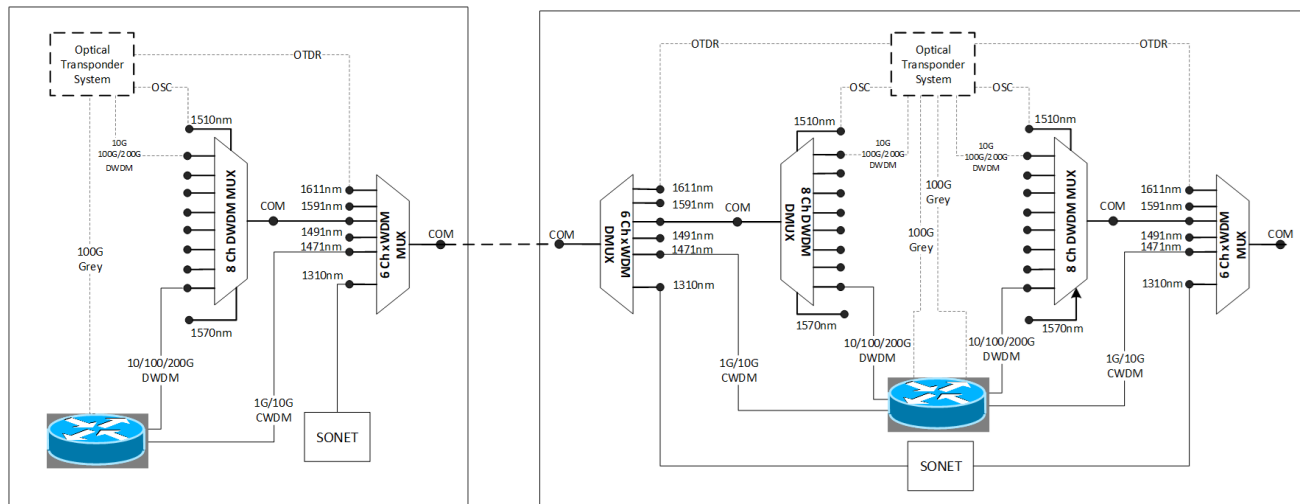 Optical
Transponder
System
OTDR
OSC
1510nm
10G
100G/200G
DWDM
8 Ch DWDM MUX
COM
1611nm
1591nm
1491nm
1471nm
1310nm
6 Ch xWDM
MUX
COM
100G
Grey
1570nm
10/100/200G
DWDM
1G/10G
CWDM
SONET
COM
6 Ch xWDM
DMUX
1611nm
1591nm
1491nm
1471nm
1310nm
OTDR
COM
8 Ch DWDM
DMUX
1510nm
OSC
10G
100G/200G
DWDM
1570nm
Optical
Transponder
System
100G
Grey
100G
Grey
OTDR
OSC
1510nm
10G
100G/200G
DWDM
8 Ch DWDM MUX
COM
1611nm
1591nm
1491nm
1471nm
1310nm
6 Ch xWDM
MUX
COM
1570nm
1G/10G
CWDM
10/100/200G
DWDM
10/100/200G
DWDM
1G/10G
CWDM
SONET